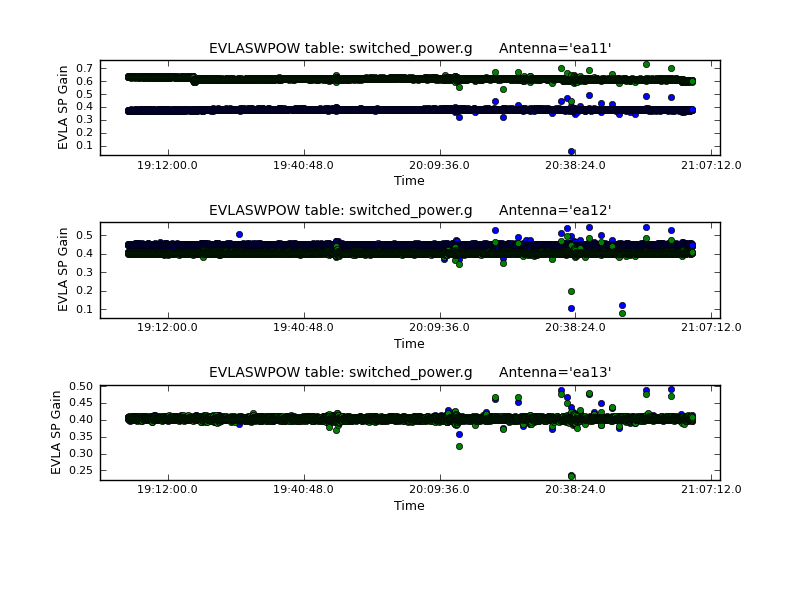 EVLASWPOW table: switched_power.g Antenna='ea11'
0.7
0.6
0.5
0.4
0.3
0.2
0.1
EVLA SP Gain
19:12:00.0 19:40:48.0 20:09:36.0 20:38:24.0 21:07:12.0
Time
EVLASWPOW table: switched_power.g Antenna='ea12'
0.5
0.4
0.3
0.2
0.1
EVLA SP Gain
19:12:00.0 19:40:48.0 20:09:36.0 20:38:24.0 21:07:12.0
Time
EVLASWPOW table: switched_power.g Antenna='ea13'
0.50
0.45
0.40
0.35
0.30
0.25
EVLA SP Gain
19:12:00.0 19:40:48.0 20:09:36.0 20:38:24.0 21:07:12.0
Time